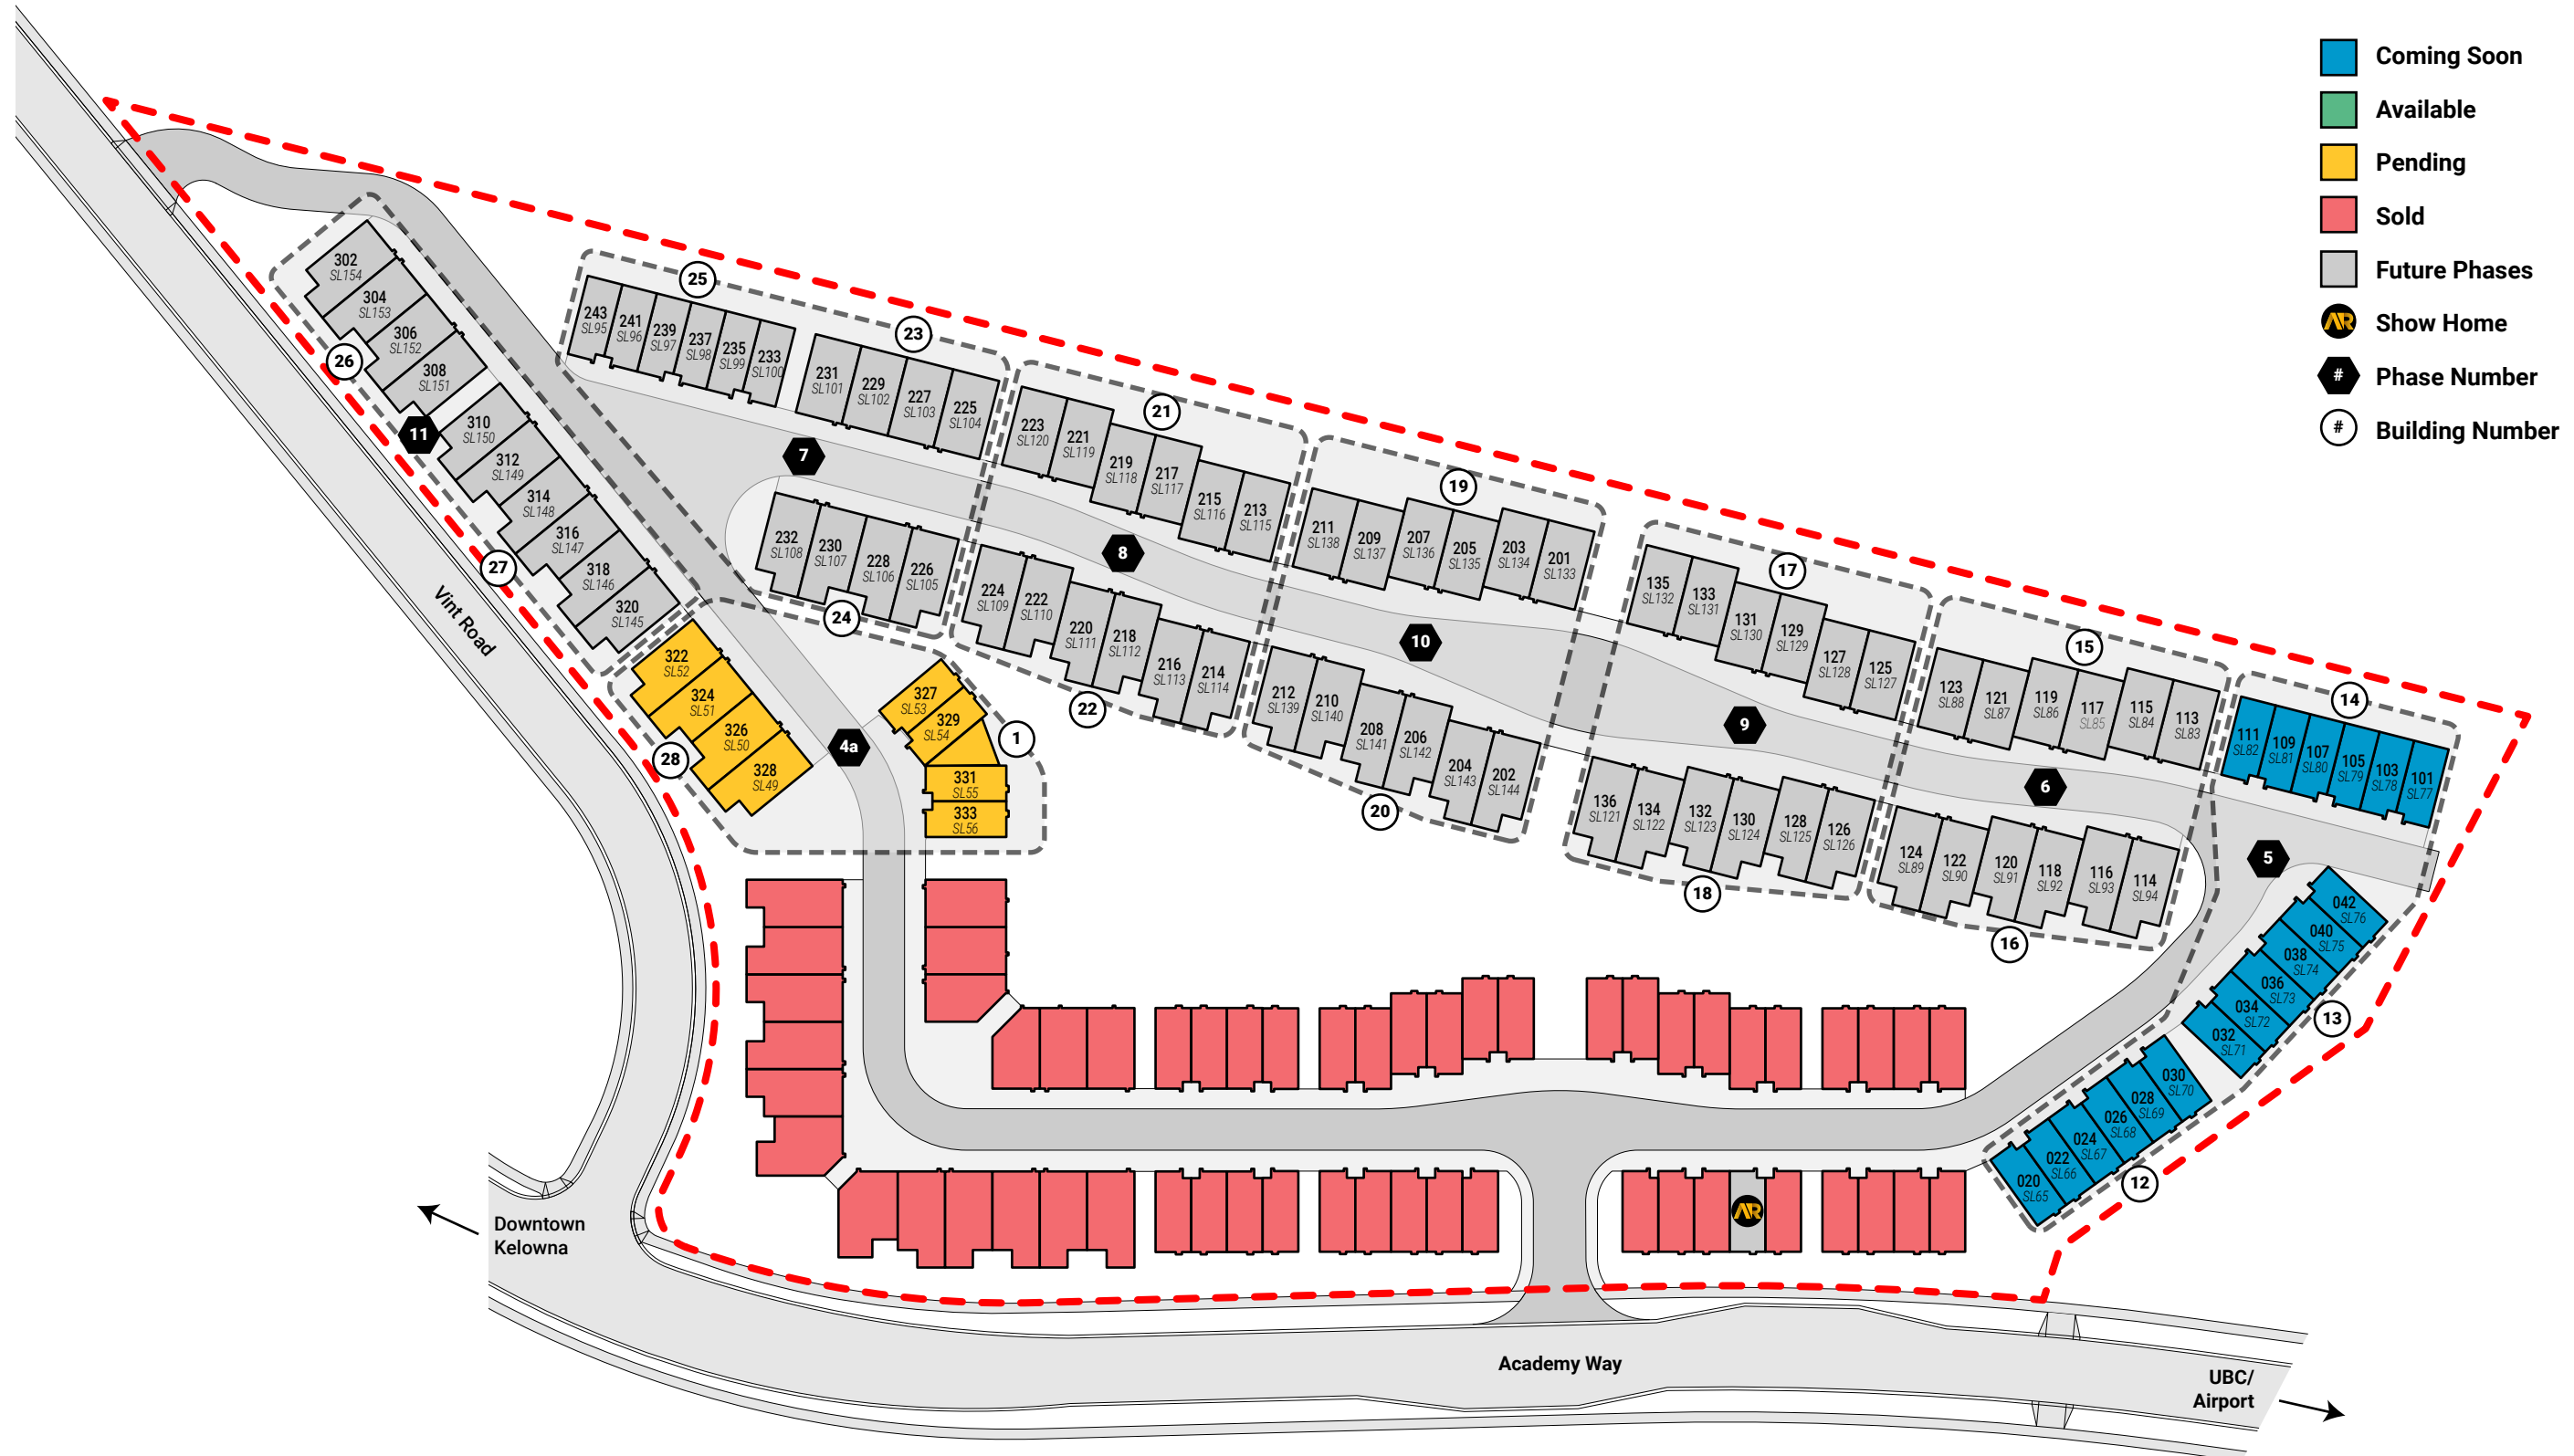 Coming Soon
Available
Pending
Sold
Future Phases
AR Show Home
# Phase Number
# Building Number
302
SL154
304
SL153
306
SL152
308
SL151
26
11
310
SL150
312
SL149
314
SL148
316
SL147
318
SL146
320
SL145
27
Vint Road
25
243
SL95
241
SL96
239
SL97
237
SL98
235
SL99
233
SL100
23
231
SL101
229
SL102
227
SL103
225
SL104
7
232
SL108
230
SL107
228
SL106
226
SL105
24
21
223
SL120
221
SL119
219
SL118
217
SL117
215
SL116
213
SL115
8
224
SL109
222
SL110
220
SL111
218
SL112
216
SL113
214
SL114
22
19
211
SL138
209
SL137
207
SL136
205
SL135
203
SL134
201
SL133
10
212
SL139
210
SL140
208
SL141
206
SL142
204
SL143
202
SL144
20
17
135
SL132
133
SL131
131
SL130
129
SL129
127
SL128
125
SL127
9
136
SL121
134
SL122
132
SL123
130
SL124
128
SL125
126
SL126
18
15
123
SL88
121
SL87
119
SL86
117
SL85
115
SL84
113
SL83
6
124
SL89
122
SL90
120
SL91
118
SL92
116
SL93
114
SL94
16
14
111
SL82
109
SL81
107
SL80
105
SL79
103
SL78
101
SL77
5
042
SL76
040
SL75
038
SL74
036
SL73
034
SL72
032
SL71
13
030
SL70
028
SL69
026
SL68
024
SL67
022
SL66
020
SL65
12
322
SL52
324
SL51
326
SL50
328
SL49
28
4a
327
SL53
329
SL54
331
SL55
333
SL56
1
AR
Downtown
Kelowna
Academy Way
UBC/
Airport